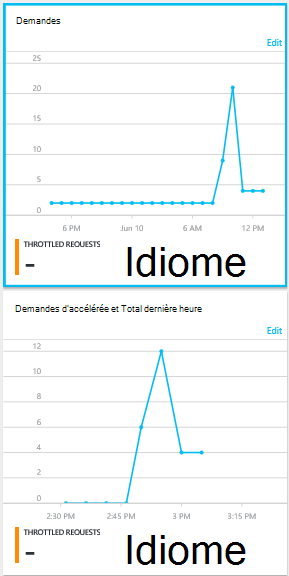 Demandes
Edit
25
20
15
10
5
0
6 PM Jun 10 6 AM 12 PM
THROTTLED REQUESTS
-
Idiome
Demandes d'accélérée et Total dernière heure
Edit
12
10
8
6
4
2
0
2:30 PM 2:45 PM 3 PM 3:15 PM
THROTTLED REQUESTS
-
Idiome